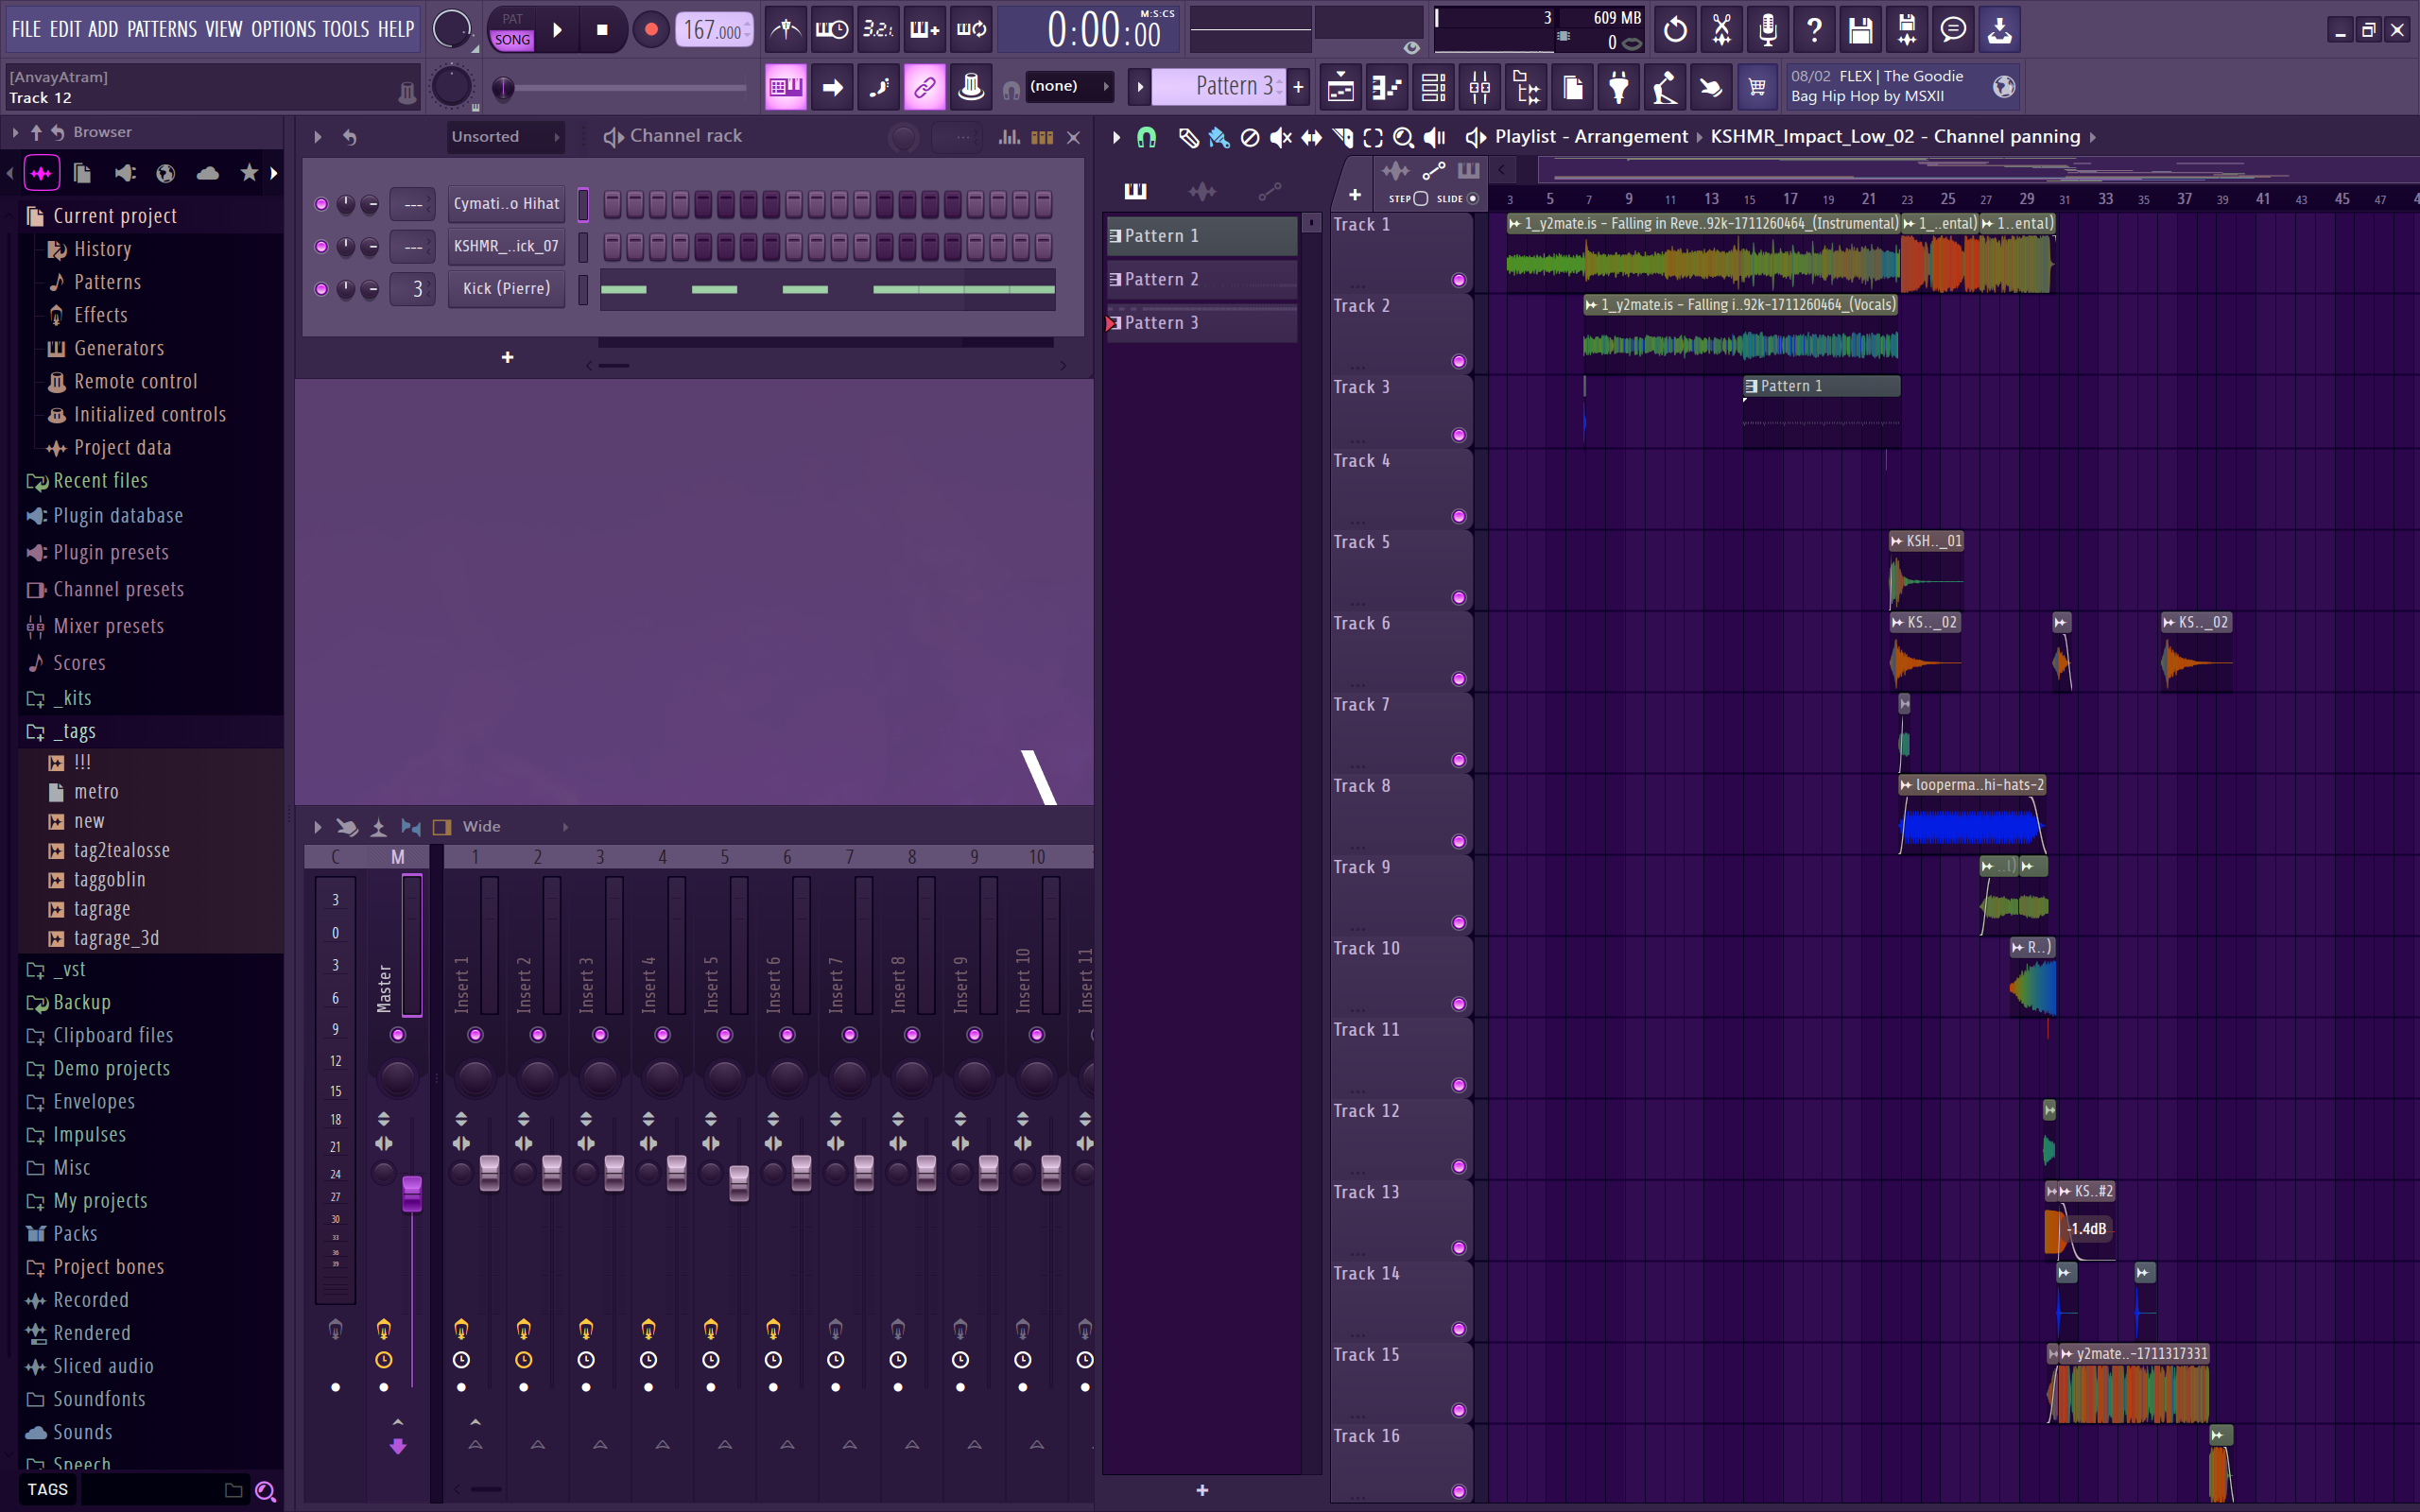 FILE EDIT ADD PATTERNS VIEW OPTIONS TOOLS HELP
PAT
SONG
167.000
3.2.1.
M:S:CS
0:00:00
3
609 MB
0
[AnvayAtram]
Track 12
(none)
Pattern 3
+
08/02 FLEX | The Goodie
Bag Hip Hop by MSXII
Browser
Current project
History
Patterns
Effects
Generators
Remote control
Initialized controls
Project data
Recent files
Plugin database
Plugin presets
Channel presets
Mixer presets
Scores
_kits
_tags
!!!
metro
new
tag2tealosse
taggoblin
tagrage
tagrage_3d
_vst
Backup
Clipboard files
Demo projects
Envelopes
Impulses
Misc
My projects
Packs
Project bones
Recorded
Rendered
Sliced audio
Soundfonts
Sounds
Speech
TAGS
Unsorted
Channel rack
---
Cymati..o Hihat
---
KSHMR_..ick_07
3
Kick (Pierre)
+
Wide
C M 1 2 3 4 5 6 7 8 9 10
3
0
3
6
9
12
15
18
21
24
27
30
33
36
39
Master
Insert 1
Insert 2
Insert 3
Insert 4
Insert 5
Insert 6
Insert 7
Insert 8
Insert 9
Insert 10
Insert 11
Playlist - Arrangement
KSHMR_Impact_Low_02 - Channel panning
STEP
SLIDE
3 5 7 9 11 13 15 17 19 21 23 25 27 29 31 33 35 37 39 41 43 45 47
Pattern 1
Pattern 2
Pattern 3
+
Track 1
1_y2mate.is - Falling in Reve..92k-1711260464_(Instrumental)
1_..ental)
1..ental)
Track 2
1_y2mate.is - Falling i..92k-1711260464_(Vocals)
Track 3
Pattern 1
Track 4
Track 5
KSH.._01
Track 6
KS.._02
KS.._02
Track 7
Track 8
looperma..hi-hats-2
Track 9
Track 10
R..)
Track 11
Track 12
Track 13
KS..#2
-1.4dB
Track 14
Track 15
y2mate..-1711317331
Track 16